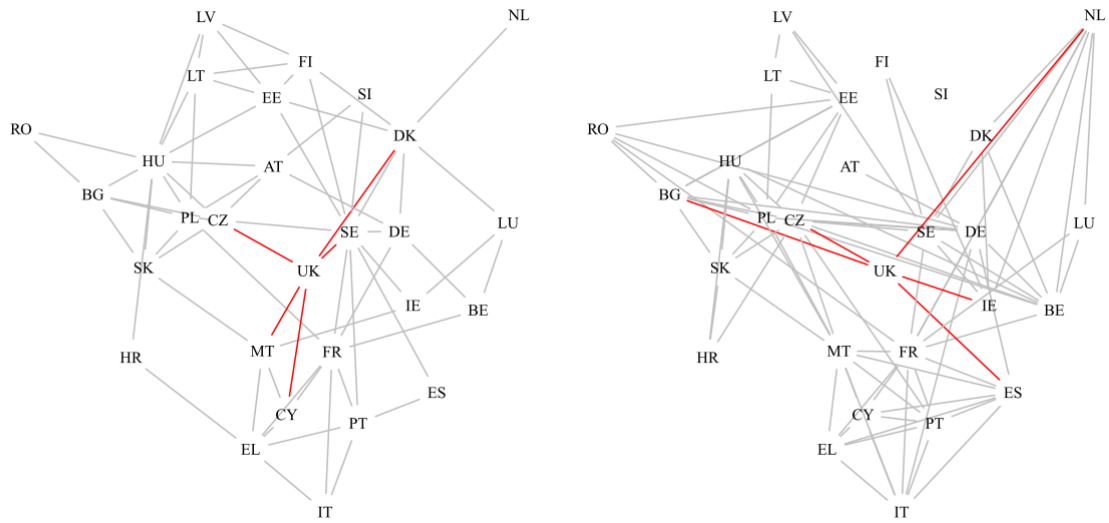 LV
NL
FI
LT
EE
SI
RO
DK
HU
AT
BG
PL
CZ
LU
SE
DE
SK
UK
IE
BE
HR
MT
FR
ES
CY
PT
EL
IT
LV
NL
FI
LT
EE
SI
RO
DK
HU
AT
BG
PL
CZ
LU
SE
DE
SK
UK
IE
BE
HR
MT
FR
ES
CY
PT
EL
IT